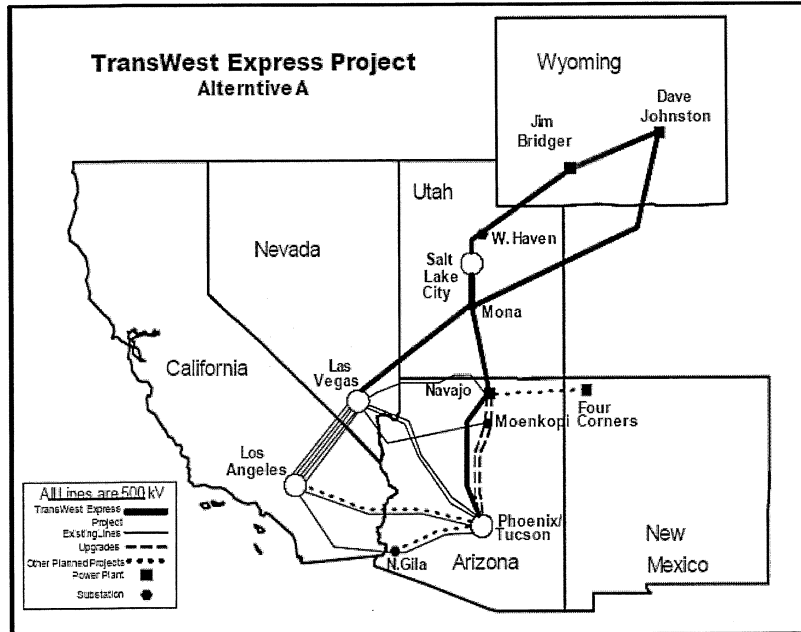 TransWest Express Project
Alterntive A
Wyoming
Dave
Johnston
Jim
Bridger
Utah
W. Haven
Nevada
Salt
Lake
City
Mona
California
Las
Vegas
Navajo
Four
Moenkopi Corners
Los
Angeles
Phoenix/
Tucson
New
Mexico
Arizona
N.Gila
All Lines are 500 kV
TransWest Express
Project
Existing Lines
Upgrades
Other Planned Projects
Power Plant
Substation